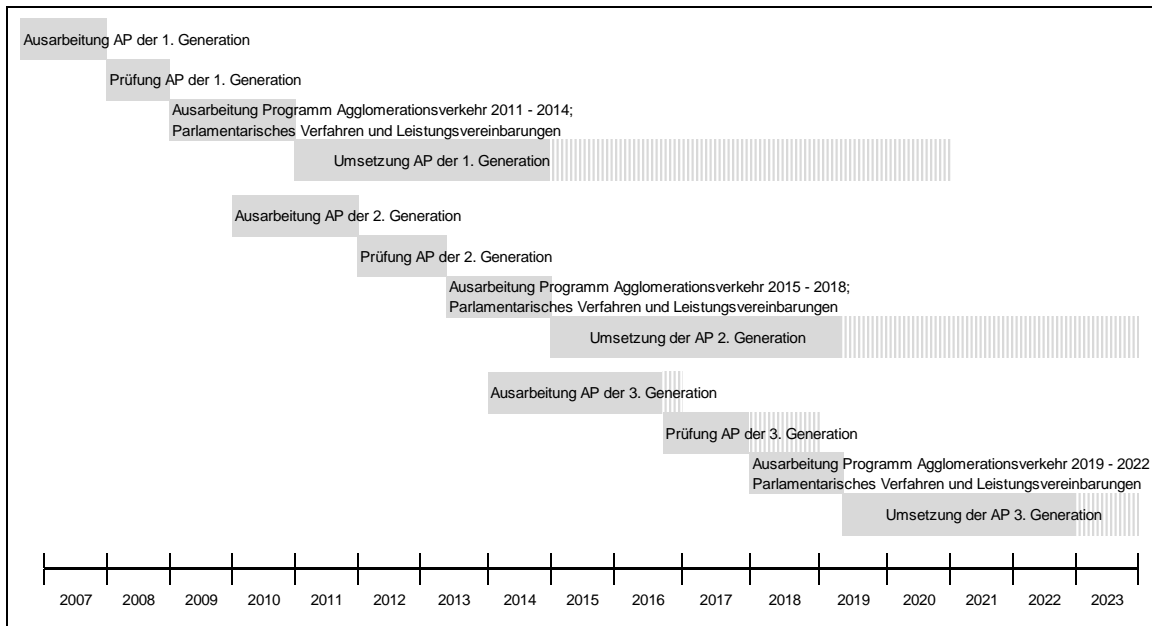 Ausarbeitung AP der 1. Generation
Prüfung AP der 1. Generation
Ausarbeitung Programm Agglomerationsverkehr 2011 - 2014;
Parlamentarisches Verfahren und Leistungsvereinbarungen
Umsetzung AP der 1. Generation
Ausarbeitung AP der 2. Generation
Prüfung AP der 2. Generation
Ausarbeitung Programm Agglomerationsverkehr 2015 - 2018;
Parlamentarisches Verfahren und Leistungsvereinbarungen
Umsetzung der AP 2. Generation
Ausarbeitung AP der 3. Generation
Prüfung AP der 3. Generation
Ausarbeitung Programm Agglomerationsverkehr 2019 - 2022
Parlamentarisches Verfahren und Leistungsvereinbarungen
Umsetzung der AP 3. Generation
2007 2008 2009 2010 2011 2012 2013 2014 2015 2016 2017 2018 2019 2020 2021 2022 2023